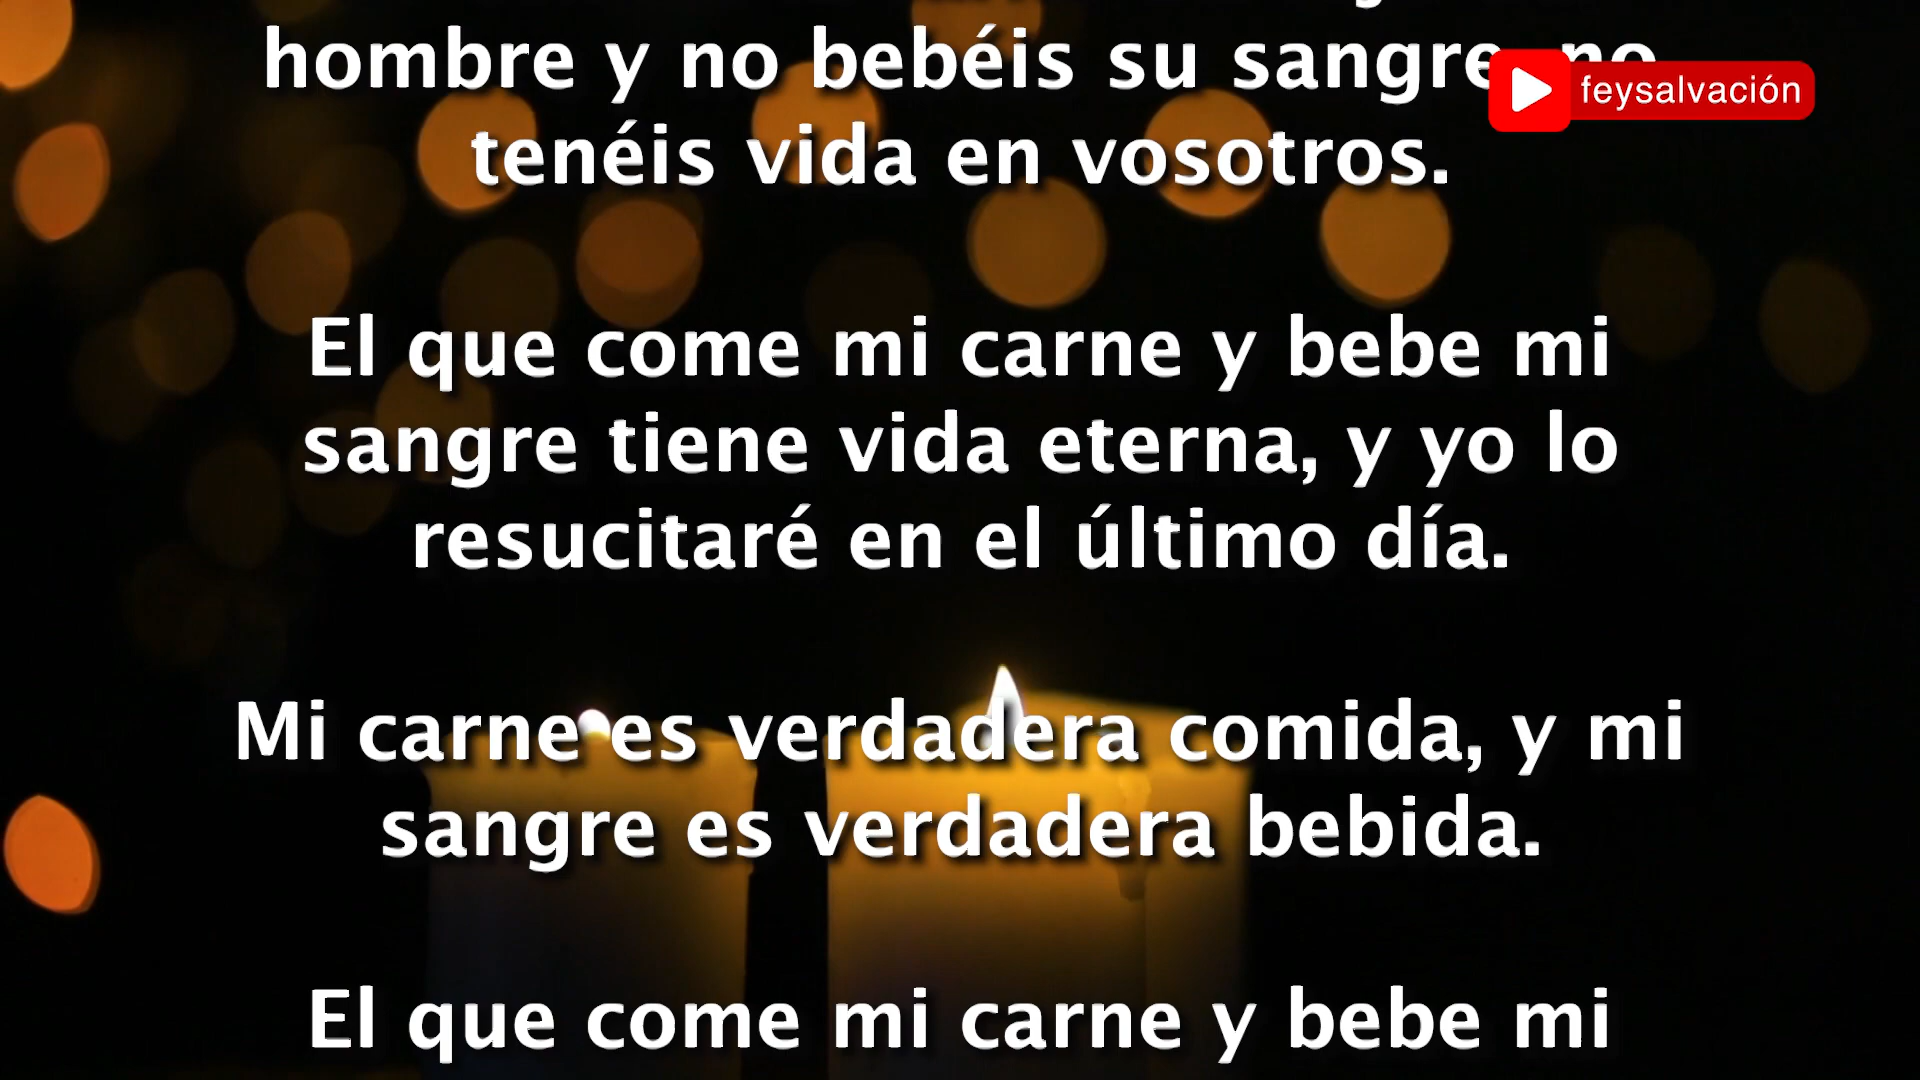 hombre y no bebéis su sangre, no
feysalvación
tenéis vida en vosotros.
El que come mi carne y bebe mi
sangre tiene vida eterna, y yo lo
resucitaré en el último día.
Mi carne es verdadera comida, y mi
sangre es verdadera bebida.
El que come mi carne y bebe mi